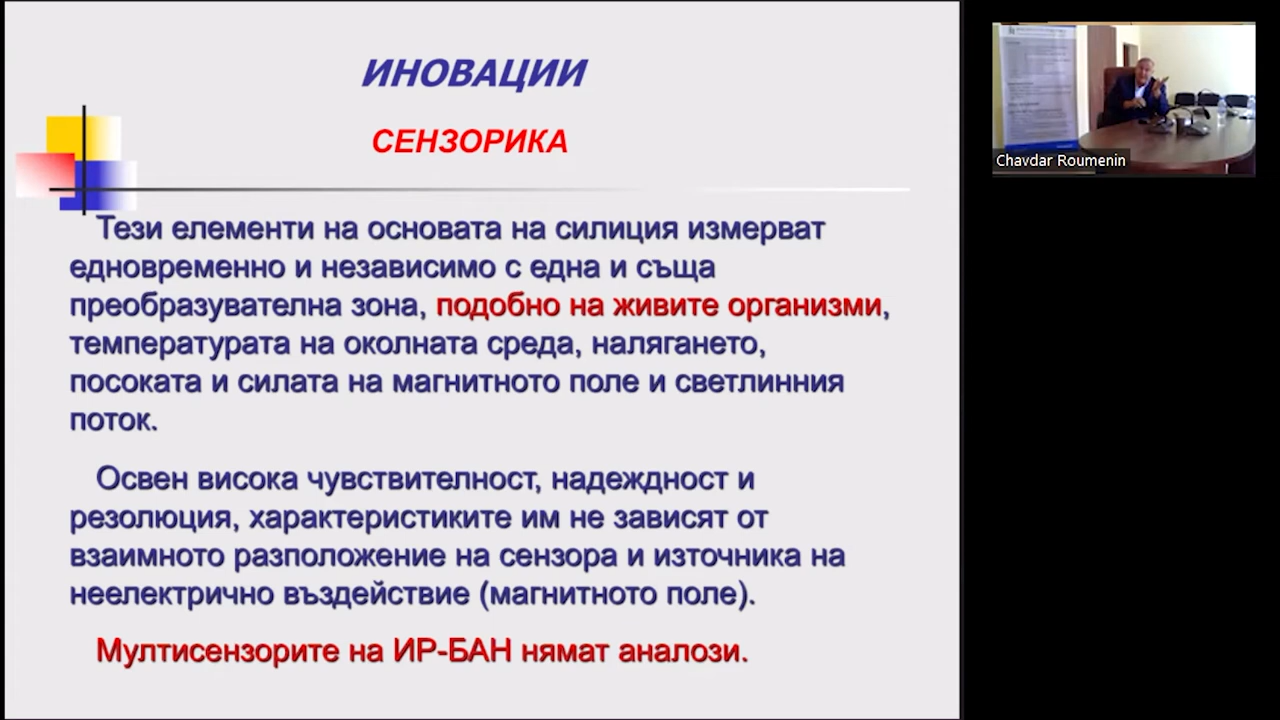 ИНОВАЦИИ
СЕНЗОРИКА
Тези елементи на основата на силиция измерват
едновременно и независимо с една и съща
преобразувателна зона, подобно на живите организми,
температурата на околната среда, налягането,
посоката и силата на магнитното поле и светлинния
поток.
Освен висока чувствителност, надеждност и
резолюция, характеристиките им не зависят от
взаимното разположение на сензора и източника на
неелектрично въздействие (магнитното поле).
Мултисензорите на ИР-БАН нямат аналози.
Chavdar Roumenin